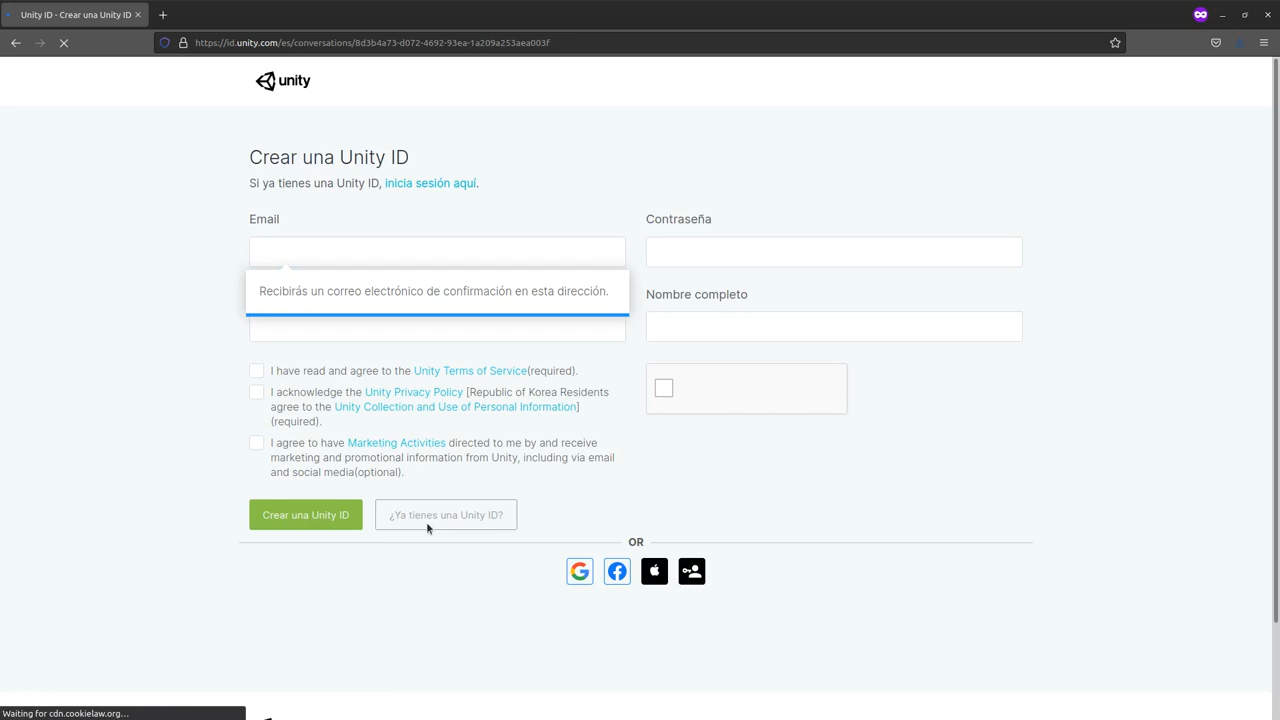 Unity ID - Crear una Unity ID
https://id.unity.com/es/conversations/8d3b4a73-d072-4692-93ea-1a209a253aea003f
unity
Crear una Unity ID
Si ya tienes una Unity ID, inicia sesión aquí.
Email
Contraseña
Recibirás un correo electrónico de confirmación en esta dirección.
Nombre completo
I have read and agree to the Unity Terms of Service(required).
I acknowledge the Unity Privacy Policy [Republic of Korea Residents
agree to the Unity Collection and Use of Personal Information]
(required).
I agree to have Marketing Activities directed to me by and receive
marketing and promotional information from Unity, including via email
and social media(optional).
Crear una Unity ID
¿Ya tienes una Unity ID?
OR
Waiting for cdn.cookielaw.org...